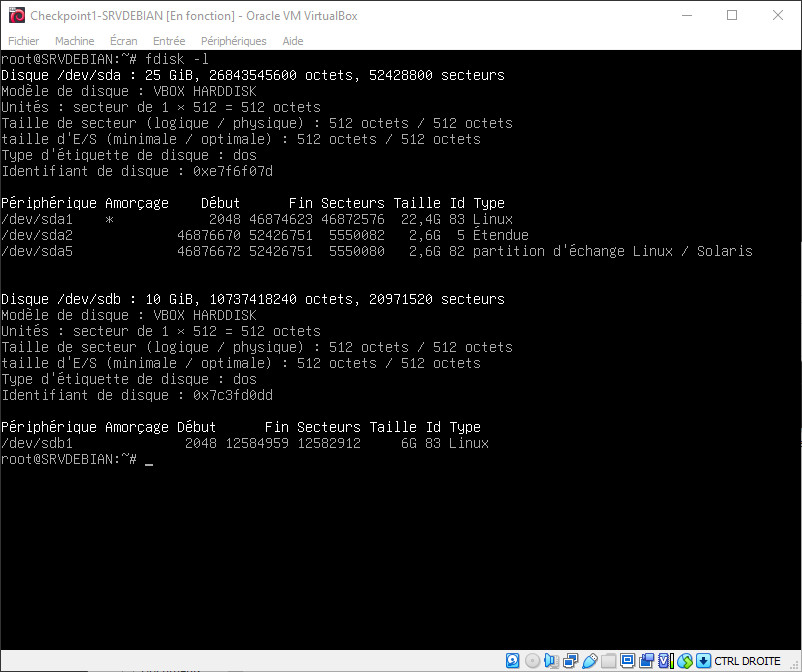 Checkpoint1-SRVDEBIAN [En fonction] - Oracle VM VirtualBox
Fichier Machine Écran Entrée Périphériques Aide
root@SRVDEBIAN:~# fdisk -l
Disque /dev/sda : 25 GiB, 26843545600 octets, 52428800 secteurs
Modèle de disque : VBOX HARDDISK
Unités : secteur de 1 × 512 = 512 octets
Taille de secteur (logique / physique) : 512 octets / 512 octets
taille d'E/S (minimale / optimale) : 512 octets / 512 octets
Type d'étiquette de disque : dos
Identifiant de disque : 0xe7f6f07d
Périphérique Amorçage Début Fin Secteurs Taille Id Type
/dev/sda1 * 2048 46874623 46872576 22,4G 83 Linux
/dev/sda2 46876670 52426751 5550082 2,6G 5 Étendue
/dev/sda5 46876672 52426751 5550080 2,6G 82 partition d'échange Linux / Solaris
Disque /dev/sdb : 10 GiB, 10737418240 octets, 20971520 secteurs
Modèle de disque : VBOX HARDDISK
Unités : secteur de 1 × 512 = 512 octets
Taille de secteur (logique / physique) : 512 octets / 512 octets
taille d'E/S (minimale / optimale) : 512 octets / 512 octets
Type d'étiquette de disque : dos
Identifiant de disque : 0x7c3fd0dd
Périphérique Amorçage Début Fin Secteurs Taille Id Type
/dev/sdb1 2048 12584959 12582912 6G 83 Linux
root@SRVDEBIAN:~# _
CTRL DROITE